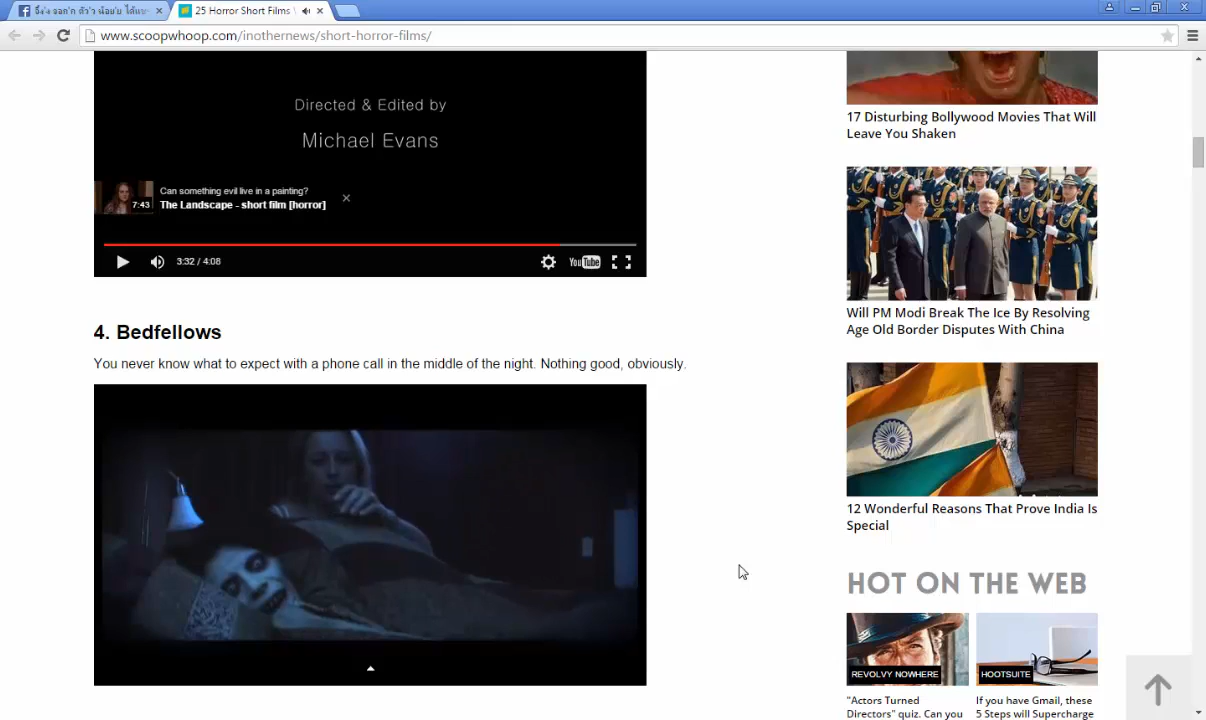 25 Horror Short Films
www.scoopwhoop.com/inothernews/short-horror-films/
Directed & Edited by
Michael Evans
Can something evil live in a painting?
The Landscape - short film [horror]
7:43
3:32 / 4:08
YouTube
4. Bedfellows
You never know what to expect with a phone call in the middle of the night. Nothing good, obviously.
17 Disturbing Bollywood Movies That Will
Leave You Shaken
Will PM Modi Break The Ice By Resolving
Age Old Border Disputes With China
12 Wonderful Reasons That Prove India Is
Special
HOT ON THE WEB
REVOLVY NOWHERE
"Actors Turned
Directors" quiz. Can you
HOOTSUITE
If you have Gmail, these
5 Steps will Supercharge